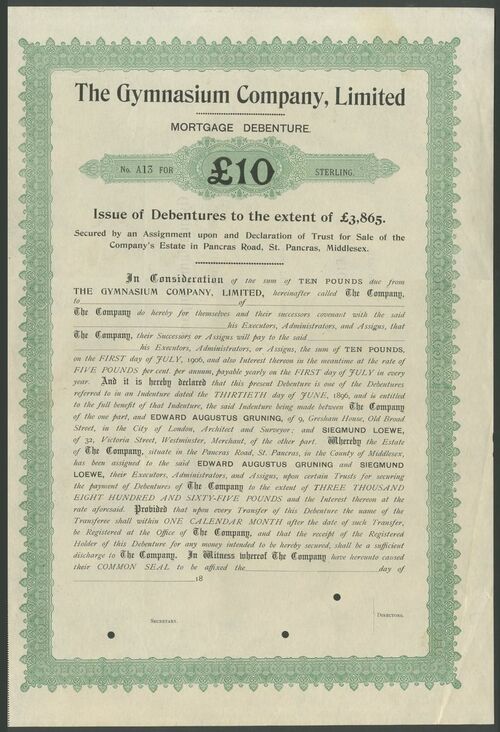 The Gymnasium Company, Limited
MORTGAGE DEBENTURE.
No. A13 FOR £10 STERLING.
Issue of Debentures to the extent of £3,865.
Secured by an Assignment upon and Declaration of Trust for Sale of the
Company's Estate in Pancras Road, St. Pancras, Middlesex.
In Consideration of the sum of TEN POUNDS due from
THE GYMNASIUM COMPANY, LIMITED, hereinafter called The Company,
to of
The Company do hereby for themselves and their successors covenant with the said
his Executors, Administrators, and Assigns, that
The Company, their Successors or Assigns will pay to the said
his Executors, Administrators, or Assigns, the sum of TEN POUNDS,
on the FIRST day of JULY, 1906, and also Interest thereon in the meantime at the rate of
FIVE POUNDS per cent. per annum, payable yearly on the FIRST day of JULY in every
year. And it is hereby declared that this present Debenture is one of the Debentures
referred to in an Indenture dated the THIRTIETH day of JUNE, 1896, and is entitled
to the full benefit of that Indenture, the said Indenture being made between The Company
of the one part, and EDWARD AUGUSTUS GRUNING, of 9, Gresham House, Old Broad
Street, in the City of London, Architect and Surveyor; and SIEGMUND LOEWE,
of 32, Victoria Street, Westminster, Merchant, of the other part. Whereby the Estate
of The Company, situate in the Pancras Road, St. Pancras, in the County of Middlesex,
has been assigned to the said EDWARD AUGUSTUS GRUNING and SIEGMUND
LOEWE, their Executors, Administrators, and Assigns, upon certain Trusts for securing
the payment of Debentures of The Company to the extent of THREE THOUSAND
EIGHT HUNDRED AND SIXTY-FIVE POUNDS and the Interest thereon at the
rate aforesaid. Provided that upon every Transfer of this Debenture the name of the
Transferee shall within ONE CALENDAR MONTH after the date of such Transfer,
be Registered at the Office of The Company, and that the receipt of the Registered
Holder of this Debenture for any money intended to be hereby secured, shall be a sufficient
discharge to The Company. In Witness whereof The Company have hereunto caused
their COMMON SEAL to be affixed the day of
18
DIRECTORS.
SECRETARY.